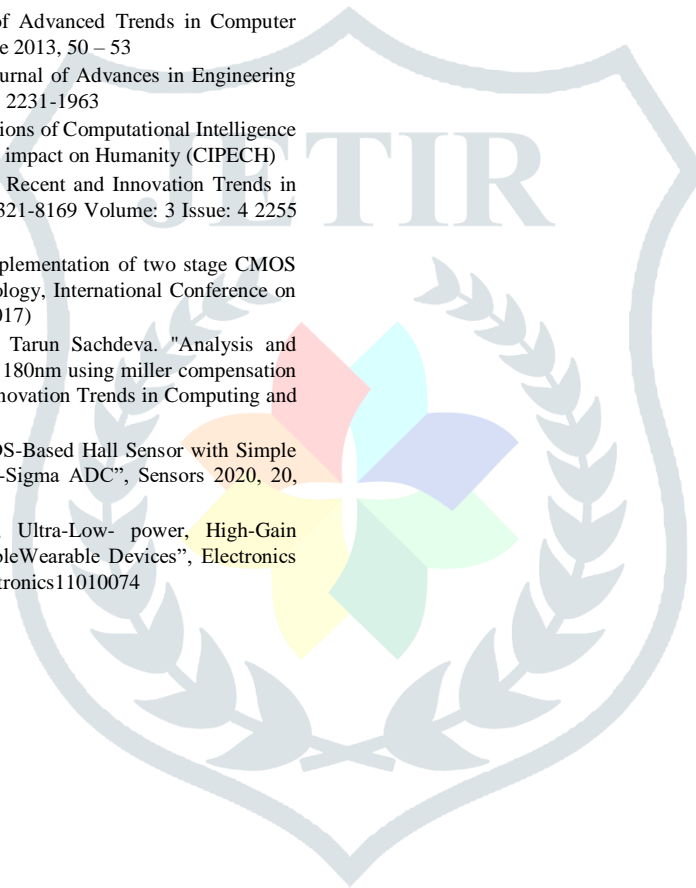 of Advanced Trends in Computer
e 2013, 50 – 53
urnal of Advances in Engineering
2231-1963
ions of Computational Intelligence
impact on Humanity (CIPECH)
Recent and Innovation Trends in
321-8169 Volume: 3 Issue: 4 2255
plementation of two stage CMOS
ology, International Conference on
017)
Tarun Sachdeva. "Analysis and
180nm using miller compensation
novation Trends in Computing and
OS-Based Hall Sensor with Simple
-Sigma ADC”, Sensors 2020, 20,
Ultra-Low- power, High-Gain
bleWearable Devices”, Electronics
tronics11010074
JETIR